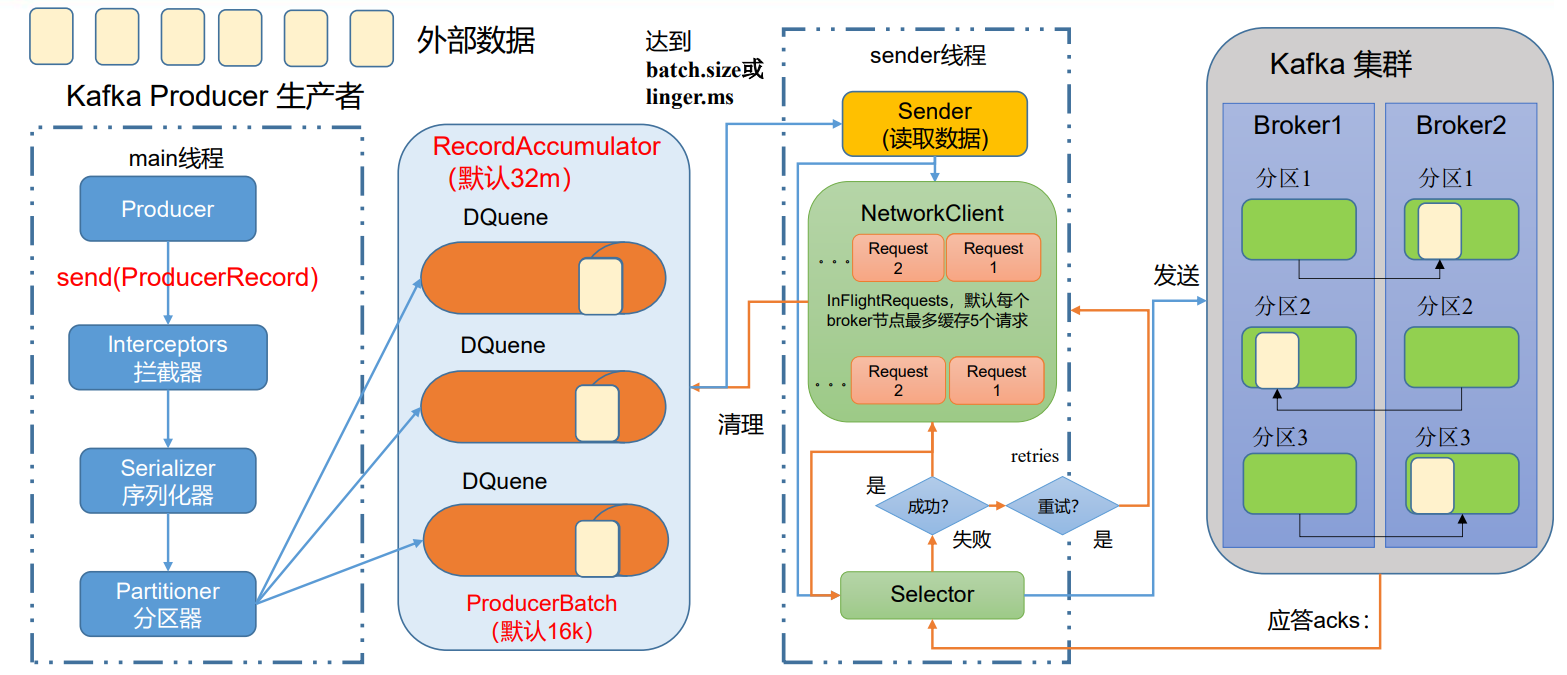 外部数据
Kafka Producer 生产者
main线程
Producer
send(ProducerRecord)
Interceptors
拦截器
Serializer
序列化器
Partitioner
分区器
RecordAccumulator
（默认32m）
DQuene
DQuene
DQuene
ProducerBatch
（默认16k）
达到
batch.size或
linger.ms
清理
sender线程
Sender
(读取数据)
NetworkClient
Request
2
Request
1
···
InFlightRequests，默认每个
broker节点最多缓存5个请求
···
Request
2
Request
1
retries
是
成功?
重试?
失败
是
Selector
发送
应答acks：
Kafka 集群
Broker1
分区1
分区2
分区3
Broker2
分区1
分区2
分区3